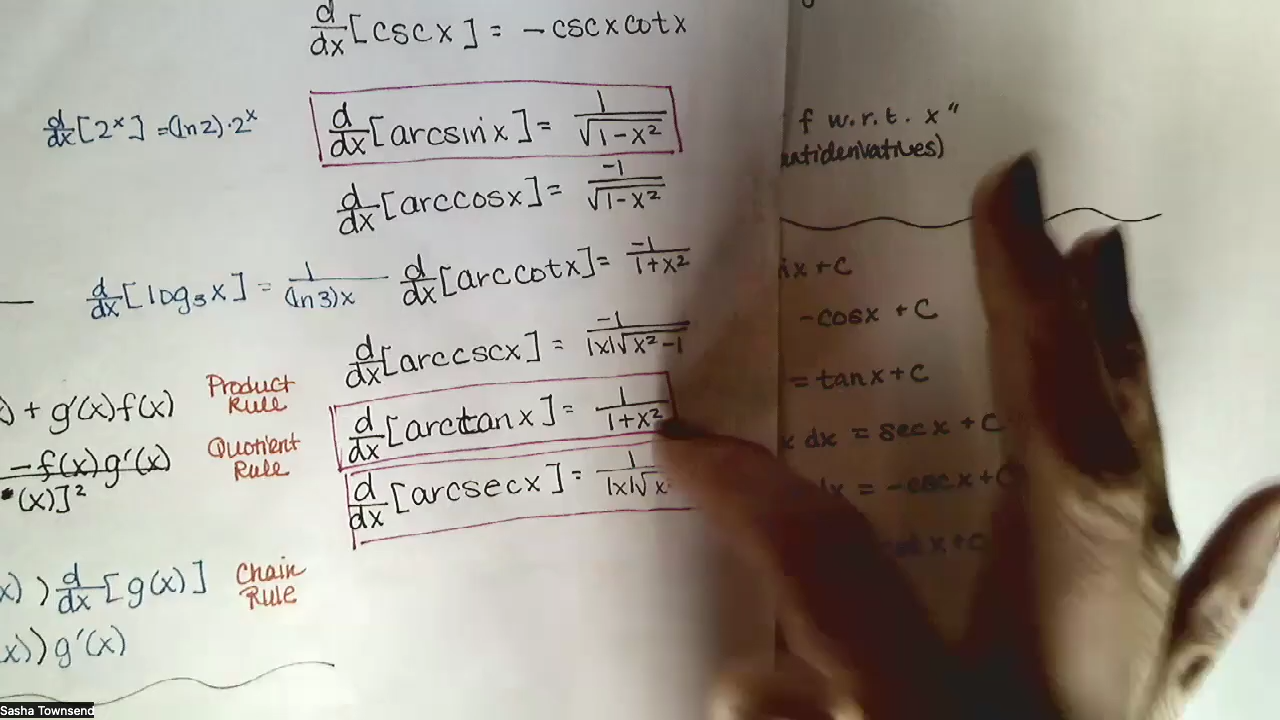 d/dx [csc x] = -csc x cot x
d/dx [2^x] = (ln 2)·2^x
d/dx [arcsin x] = 1/√(1-x²)
d/dx [arccos x] = -1/√(1-x²)
d/dx [log₃ x] = 1/((ln 3)x)
d/dx [arccot x] = -1/(1+x²)
d/dx [arccsc x] = -1/(|x|√(x²-1))
) + g'(x)f(x) Product Rule
d/dx [arctan x] = 1/(1+x²)
- f(x)g'(x)
(x)]² Quotient Rule
d/dx [arcsec x] = 1/(|x|√x
x) ) d/dx [g(x)] Chain Rule
x)) g'(x)
f w.r.t. x"
antiderivatives)
x + C
-cos x + C
= tan x + C
x dx = sec x + C
= -csc x + C
x + C
Sasha Townsend